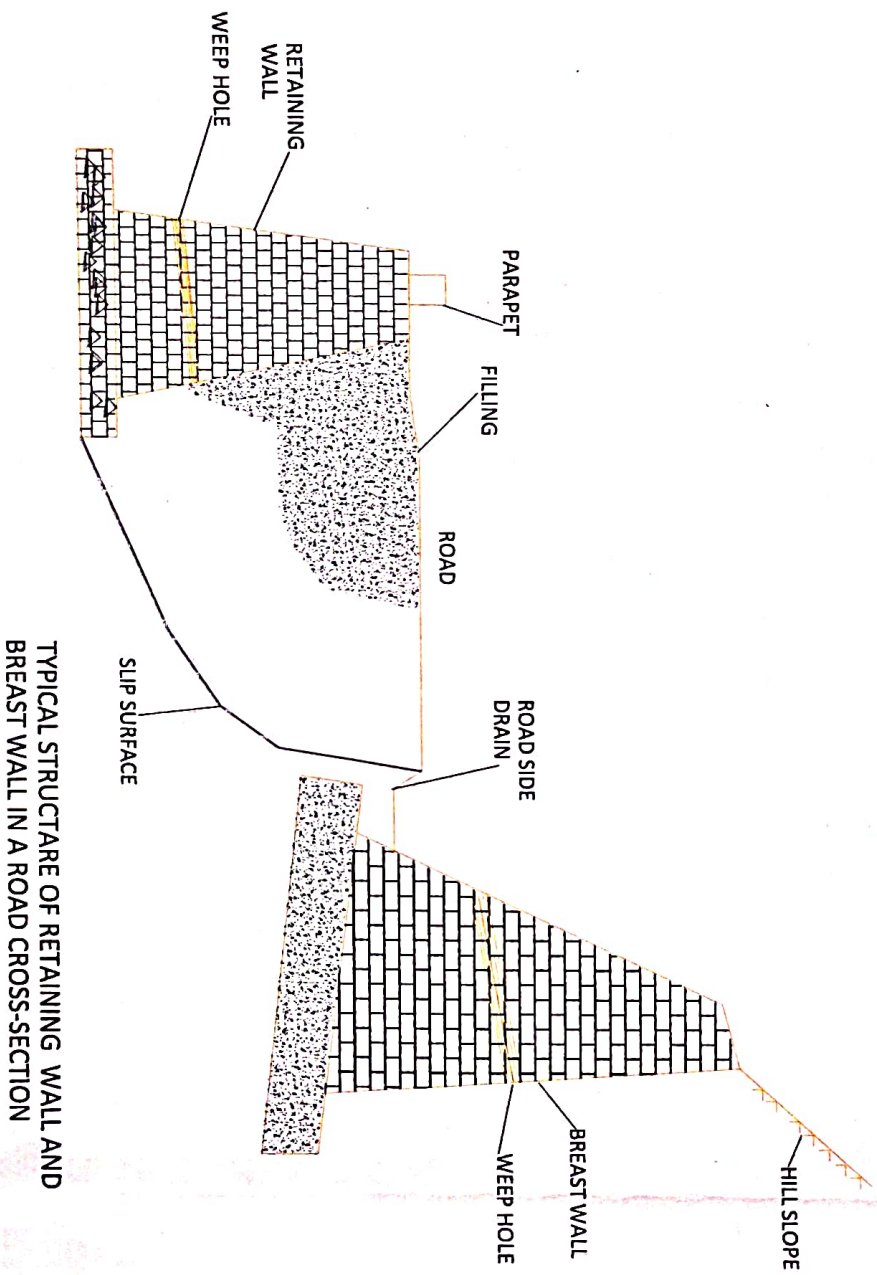 HILL SLOPE
BREAST WALL
WEEP HOLE
PARAPET
ROAD SIDE
DRAIN
FILLING
ROAD
RETAINING
WALL
WEEP HOLE
SLIP SURFACE
TYPICAL STRUCTARE OF RETAINING WALL AND
BREAST WALL IN A ROAD CROSS-SECTION